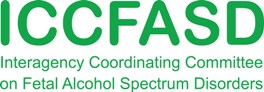 ICCFASD
Interagency Coordinating Committee
on Fetal Alcohol Spectrum Disorders